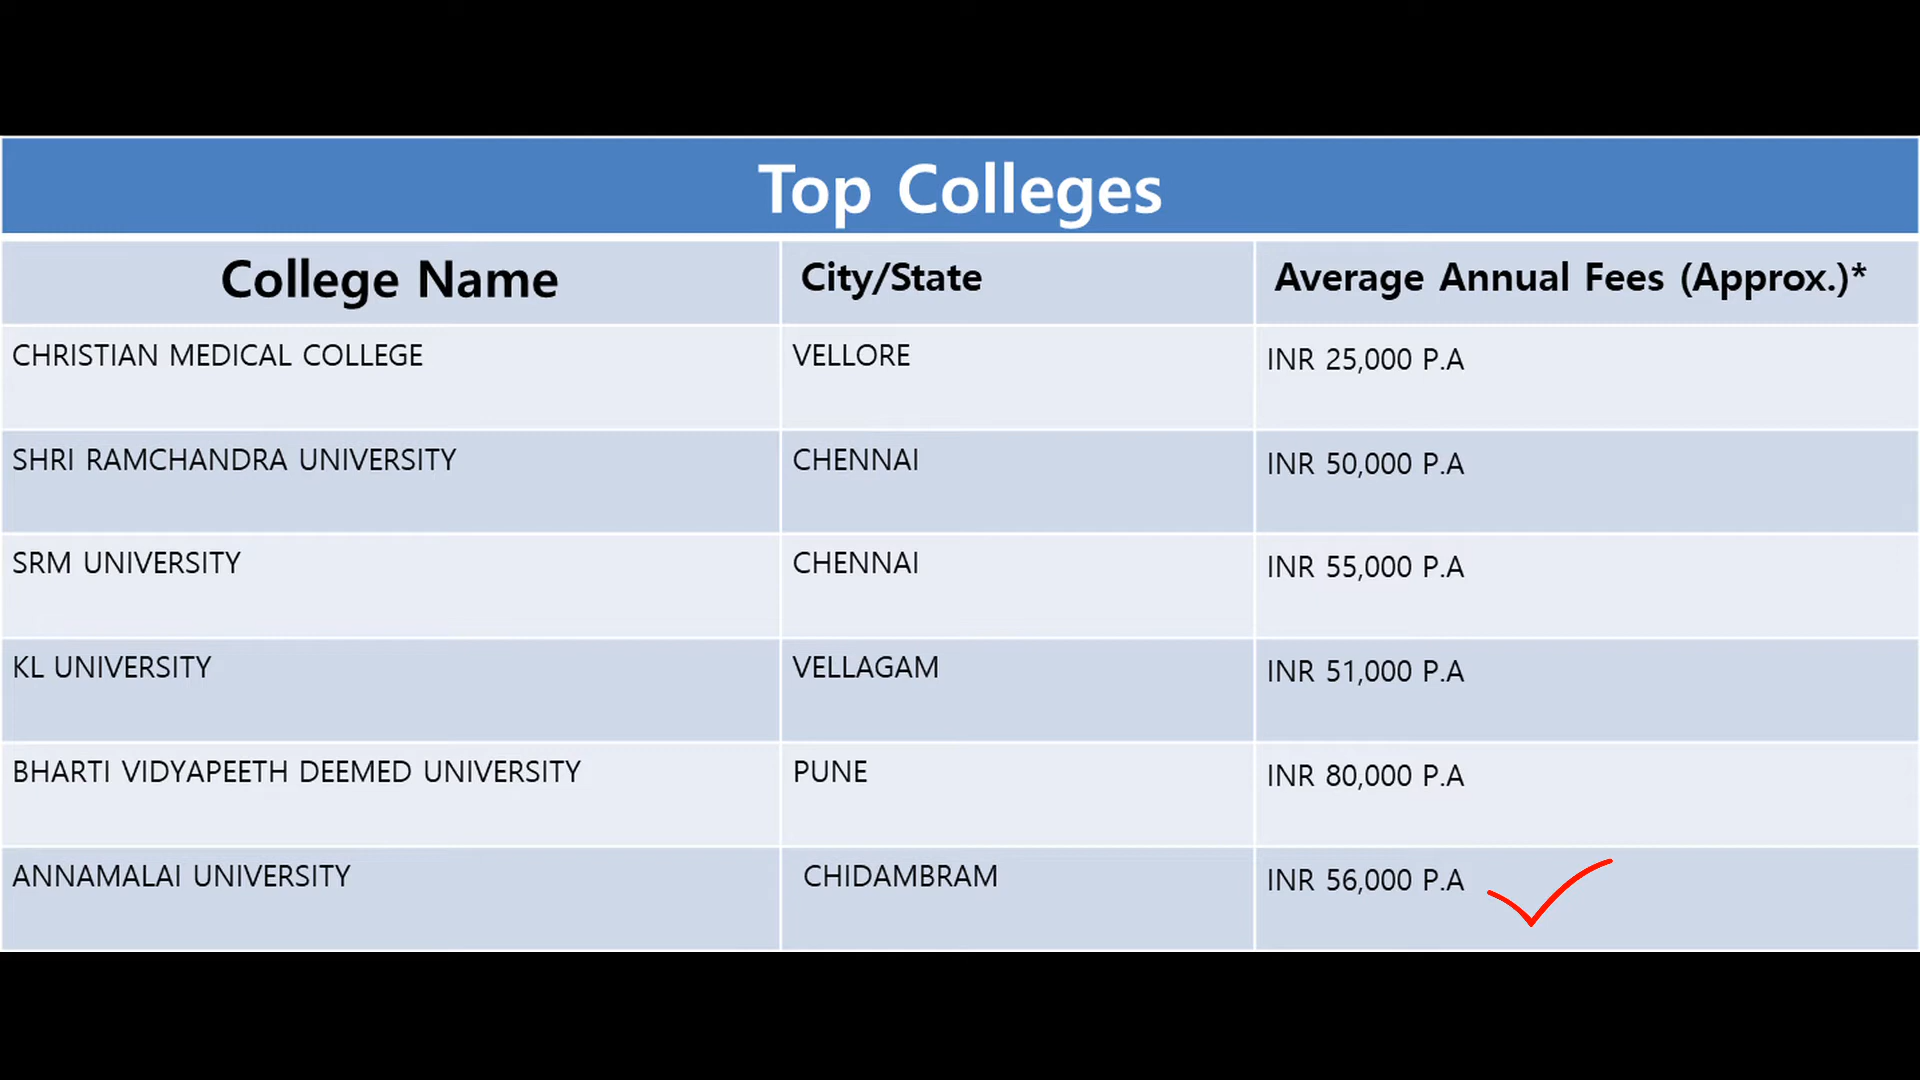 Top Colleges
College Name City/State Average Annual Fees (Approx.)*
CHRISTIAN MEDICAL COLLEGE VELLORE INR 25,000 P.A
SHRI RAMCHANDRA UNIVERSITY CHENNAI INR 50,000 P.A
SRM UNIVERSITY CHENNAI INR 55,000 P.A
KL UNIVERSITY VELLAGAM INR 51,000 P.A
BHARTI VIDYAPEETH DEEMED UNIVERSITY PUNE INR 80,000 P.A
ANNAMALAI UNIVERSITY CHIDAMBRAM INR 56,000 P.A